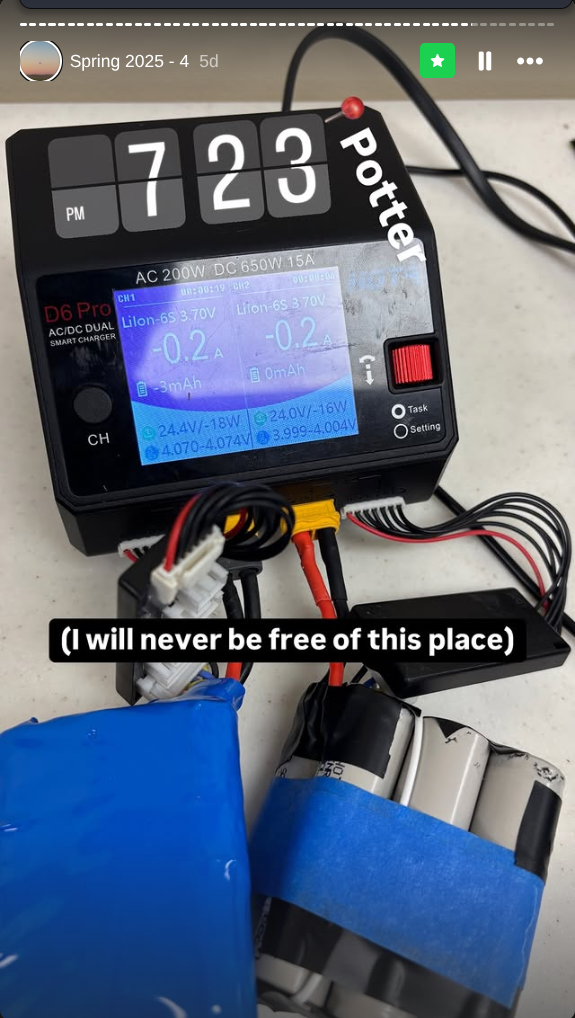 Spring 2025 - 4 5d
PM 7 23
Potter
AC 200W DC 650W 15A
D6 Pro
AC/DC DUAL
SMART CHARGER
CH1 00:00:19 CH2 00:00:08
LiIon-6S 3.70V LiIon-6S 3.70V
-0.2 A -0.2 A
-3mAh 0mAh
24.4V/-18W 24.0V/-16W
4.070-4.074V 3.999-4.004V
CH
Task
Setting
(I will never be free of this place)